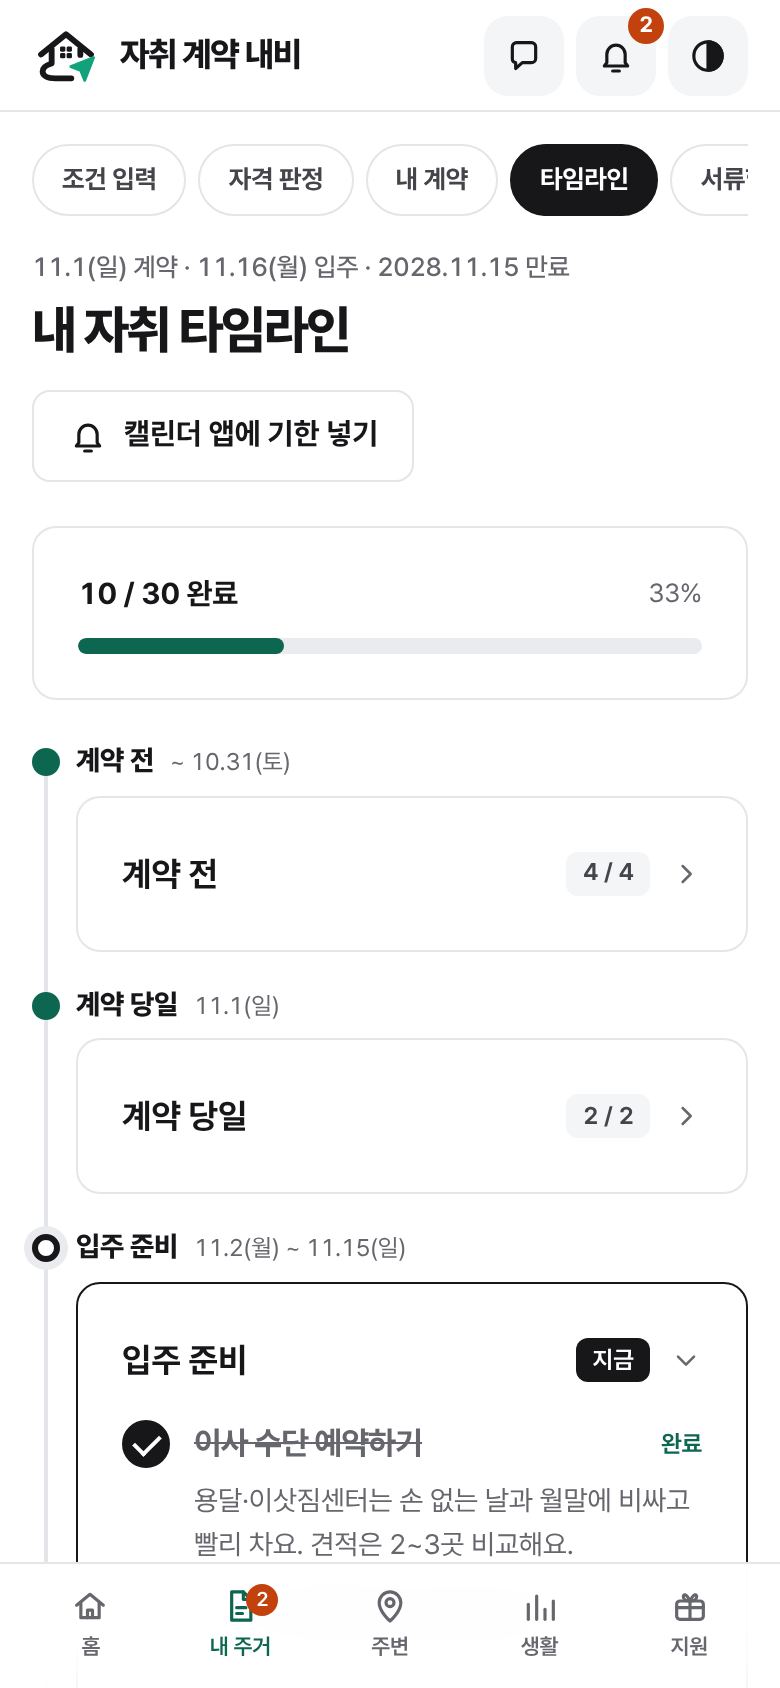 자취 계약 내비
2
조건 입력
자격 판정
내 계약
타임라인
서류
11.1(일) 계약 · 11.16(월) 입주 · 2028.11.15 만료
내 자취 타임라인
캘린더 앱에 기한 넣기
10 / 30 완료
33%
계약 전 ~ 10.31(토)
계약 전
4 / 4
계약 당일 11.1(일)
계약 당일
2 / 2
입주 준비 11.2(월) ~ 11.15(일)
입주 준비
지금
이사 수단 예약하기
완료
용달·이삿짐센터는 손 없는 날과 월말에 비싸고
빨리 차요. 견적은 2~3곳 비교해요.
2
홈
내 주거
주변
생활
지원